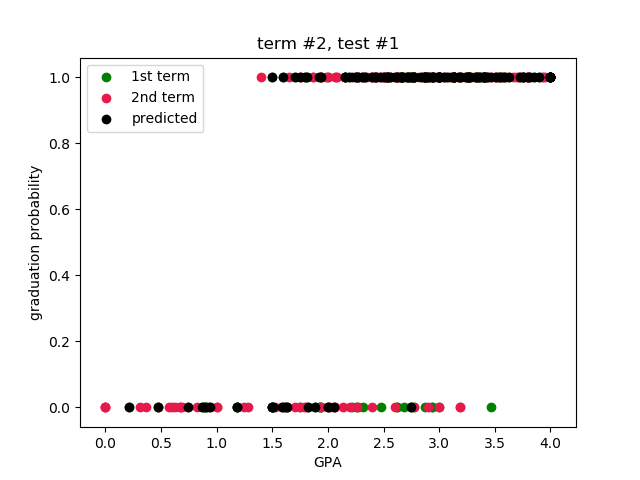 term #2, test #1
1st term
2nd term
predicted
1.0
0.8
0.6
0.4
0.2
0.0
graduation probability
0.0 0.5 1.0 1.5 2.0 2.5 3.0 3.5 4.0
GPA